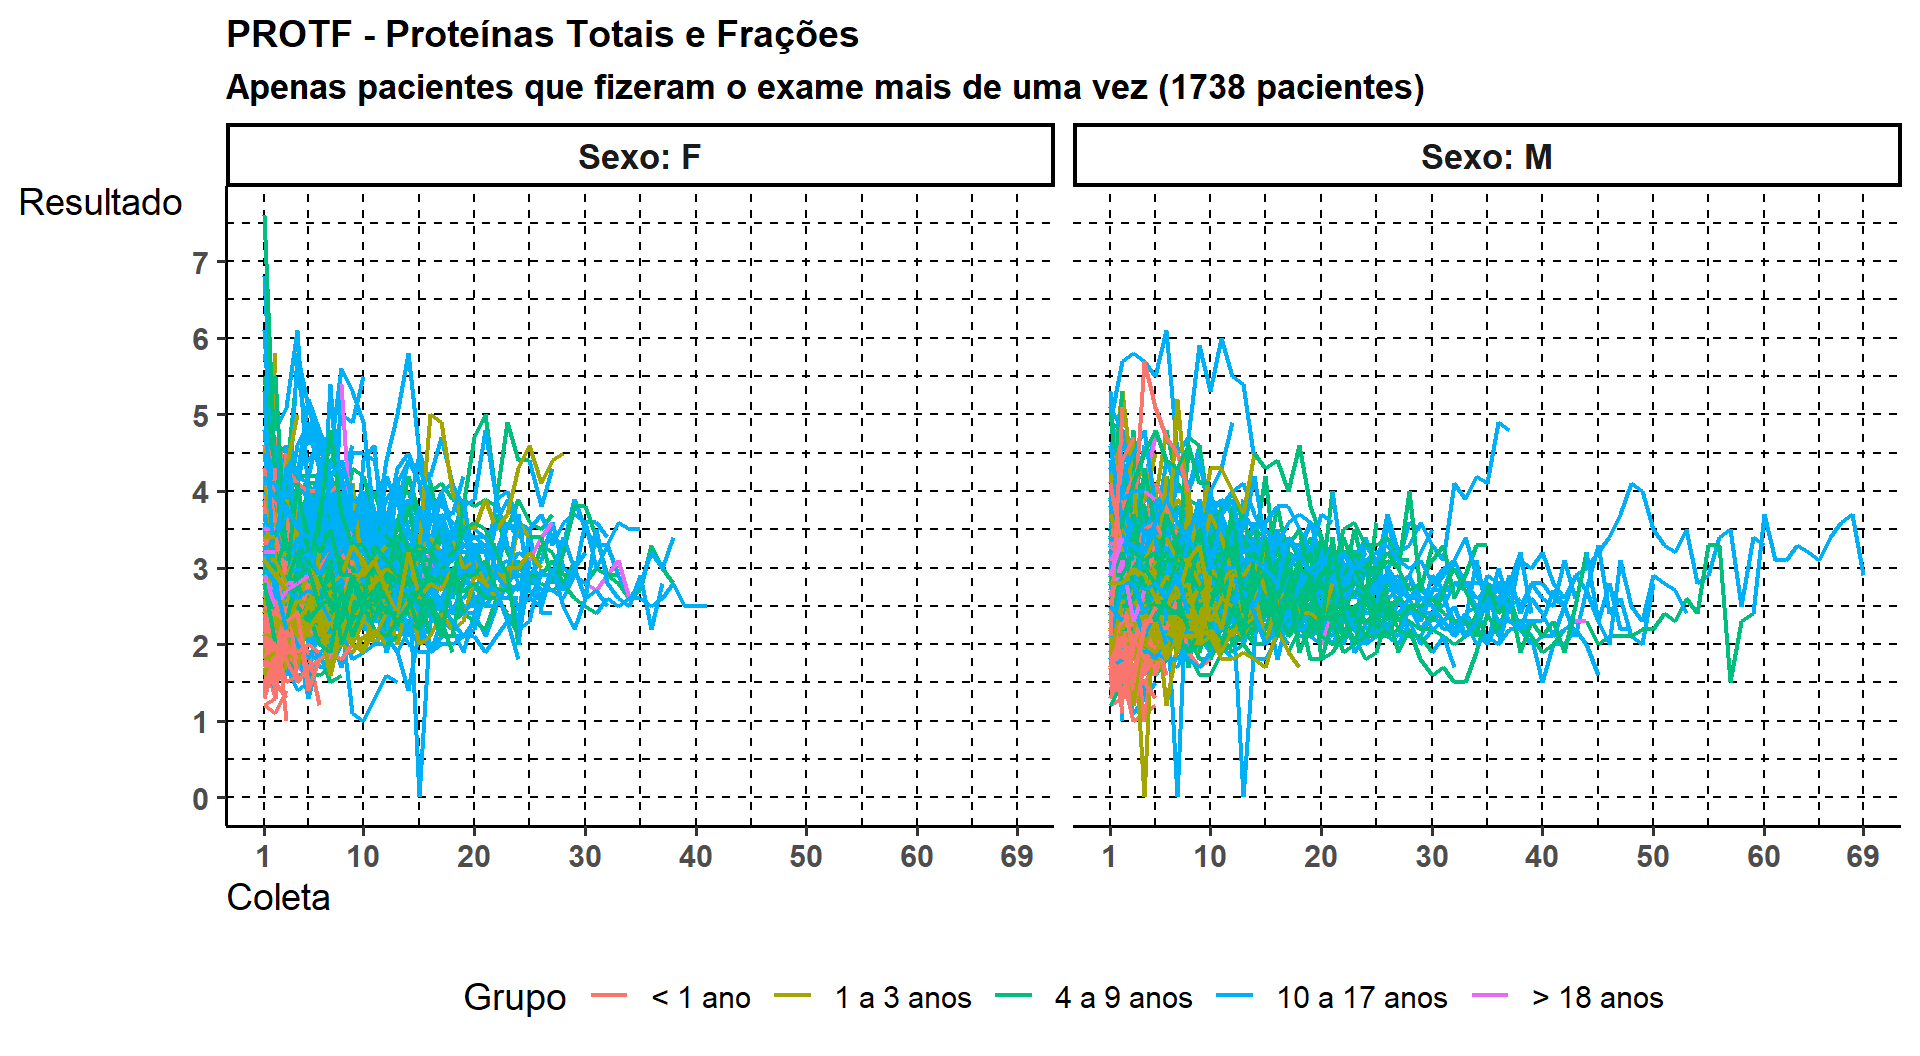 PROTF - Proteínas Totais e Frações
Apenas pacientes que fizeram o exame mais de uma vez (1738 pacientes)
Sexo: F
Sexo: M
Resultado
7
6
5
4
3
2
1
0
1 10 20 30 40 50 60 69
1 10 20 30 40 50 60 69
Coleta
Grupo < 1 ano 1 a 3 anos 4 a 9 anos 10 a 17 anos > 18 anos